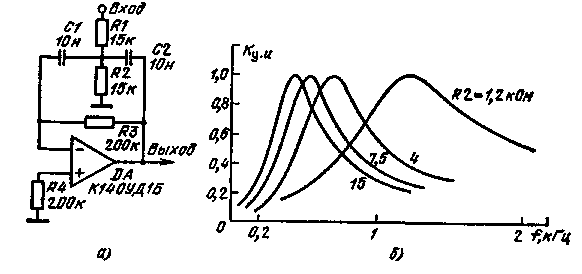 Вход
C1
10н
R1
15к
C2
10н
R2
15к
R3
200к
Выход
DA
К140УД1Б
R4
200к
−
+
а)
Kу.и
1,0
0,8
0,6
0,4
0,2
0
0,2
1
2
f,кГц
R2=1,2кОм
4
7,5
15
б)